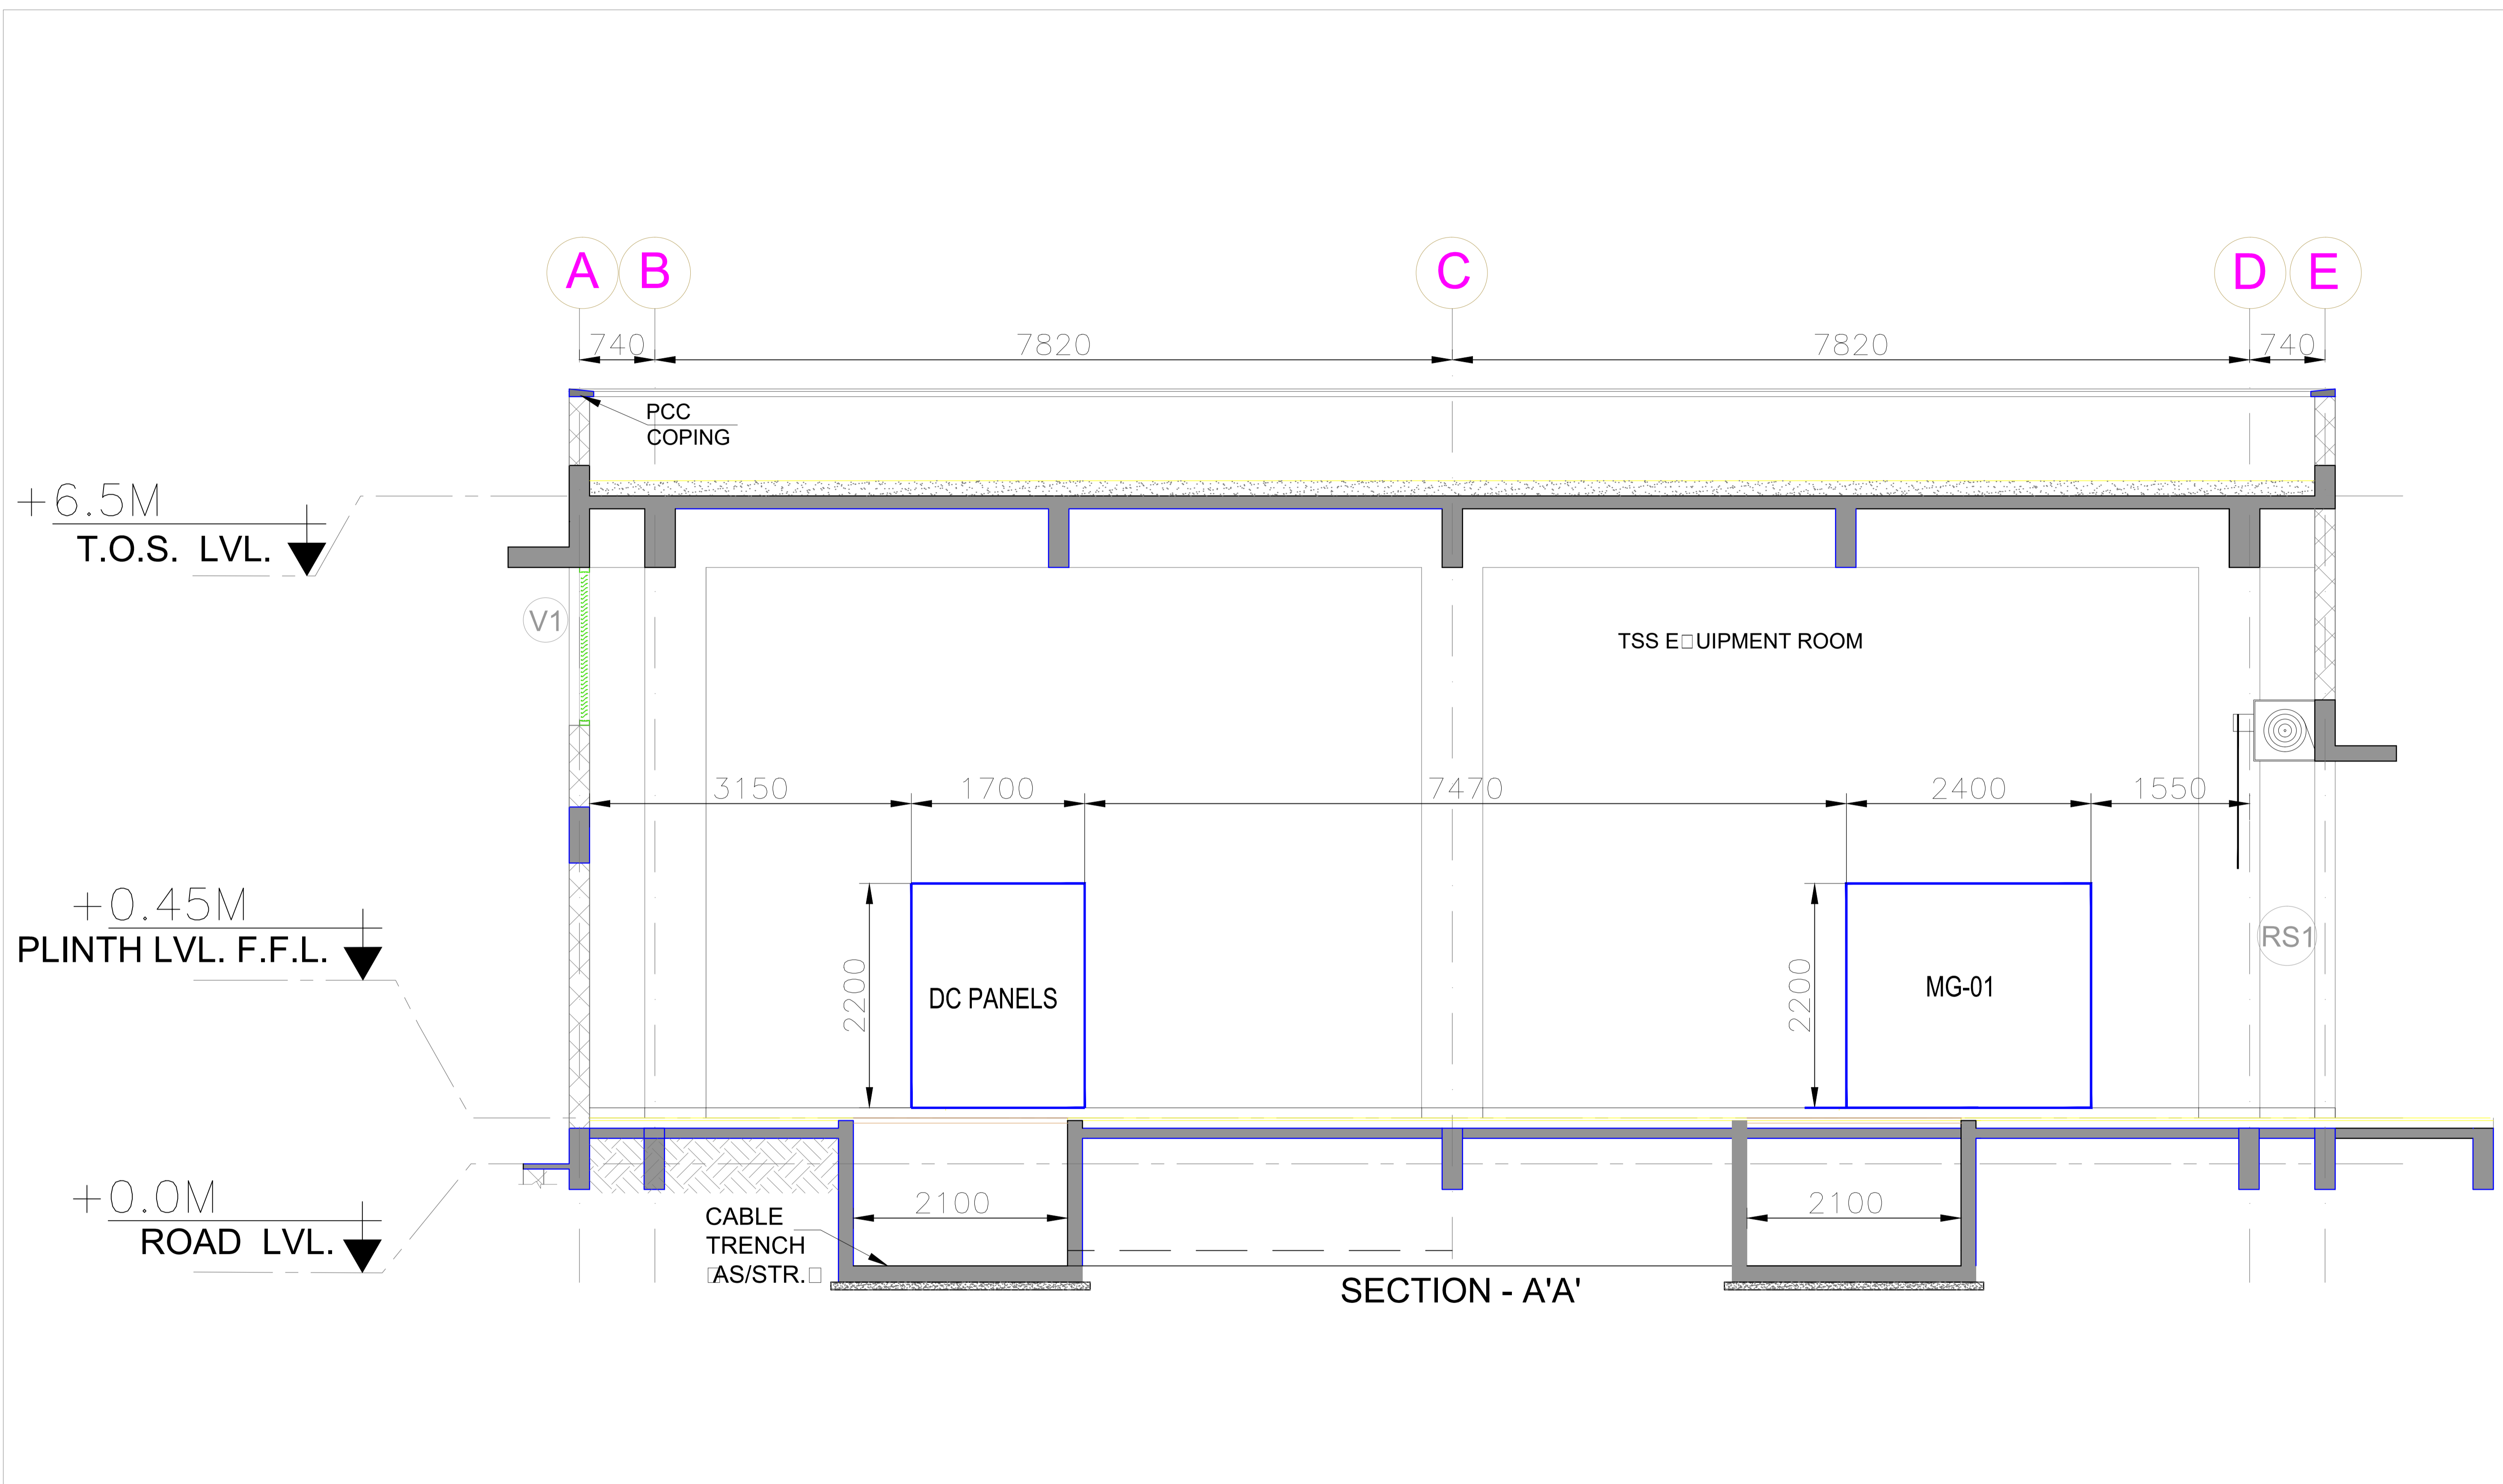 A B C D E
740 7820 7820 740
PCC
COPING
+6.5M
T.O.S. LVL.
V1
TSS E□UIPMENT ROOM
3150 1700 7470 2400 1550
+0.45M
PLINTH LVL. F.F.L.
RS1
2200
DC PANELS
2200
MG-01
+0.0M
ROAD LVL.
2100
2100
CABLE
TRENCH
□AS/STR.□
SECTION - A'A'